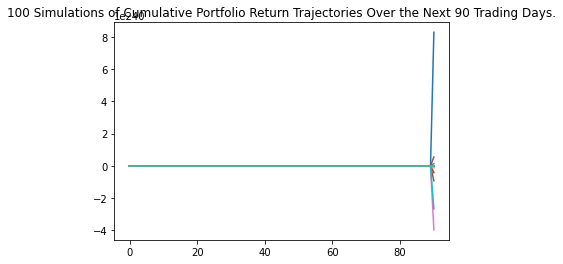 100 Simulations of Cumulative Portfolio Return Trajectories Over the Next 90 Trading Days.
1e240
8
6
4
2
0
−2
−4
0 20 40 60 80